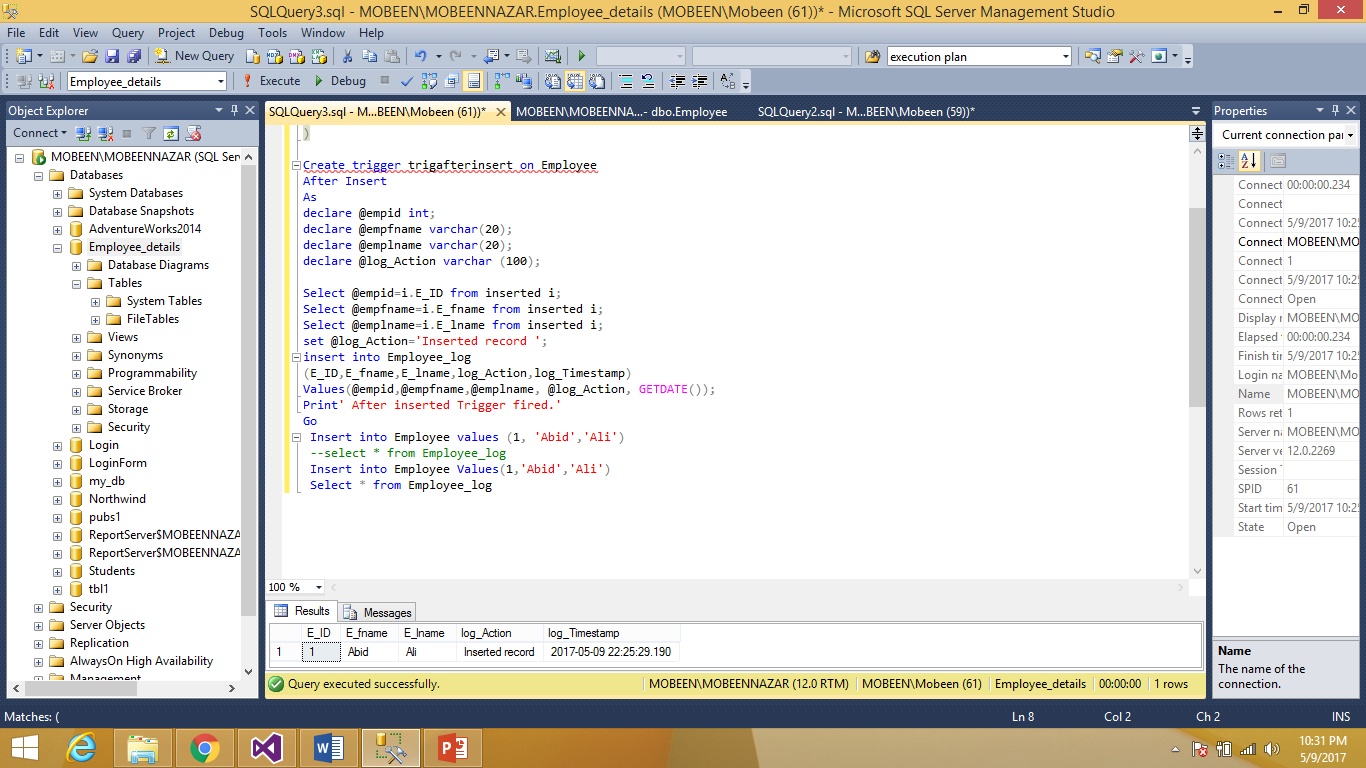 SQLQuery3.sql - MOBEEN\MOBEENNAZAR.Employee_details (MOBEEN\Mobeen (61))* - Microsoft SQL Server Management Studio
File Edit View Query Project Debug Tools Window Help
New Query
execution plan
Employee_details
Execute
Debug
Object Explorer
Connect
MOBEEN\MOBEENNAZAR (SQL Ser
Databases
System Databases
Database Snapshots
AdventureWorks2014
Employee_details
Database Diagrams
Tables
System Tables
FileTables
Views
Synonyms
Programmability
Service Broker
Storage
Security
Login
LoginForm
my_db
Northwind
pubs1
ReportServer$MOBEENNAZA
ReportServer$MOBEENNAZA
Students
tbl1
Security
Server Objects
Replication
AlwaysOn High Availability
Management
SQLQuery3.sql - M...BEEN\Mobeen (61))*
MOBEEN\MOBEENNA...- dbo.Employee
SQLQuery2.sql - M...BEEN\Mobeen (59))*
)
Create trigger trigafterinsert on Employee
After Insert
As
declare @empid int;
declare @empfname varchar(20);
declare @emplname varchar(20);
declare @log_Action varchar (100);
Select @empid=i.E_ID from inserted i;
Select @empfname=i.E_fname from inserted i;
Select @emplname=i.E_lname from inserted i;
set @log_Action='Inserted record ';
insert into Employee_log
(E_ID,E_fname,E_lname,log_Action,log_Timestamp)
Values(@empid,@empfname,@emplname, @log_Action, GETDATE());
Print' After inserted Trigger fired.'
Go
Insert into Employee values (1, 'Abid','Ali')
--select * from Employee_log
Insert into Employee Values(1,'Abid','Ali')
Select * from Employee_log
100 %
Results
Messages
E_ID E_fname E_lname log_Action log_Timestamp
1 1 Abid Ali Inserted record 2017-05-09 22:25:29.190
Query executed successfully.
MOBEEN\MOBEENNAZAR (12.0 RTM) MOBEEN\Mobeen (61) Employee_details 00:00:00 1 rows
Properties
Current connection par
Connect 00:00:00.234
Connect
Connect 5/9/2017 10:25
Connect MOBEEN\MO
Connect 1
Connect 5/9/2017 10:25
Connect Open
Display r MOBEEN\MO
Elapsed 00:00:00.234
Finish tir 5/9/2017 10:25
Login na MOBEEN\Mo
Name MOBEEN\MO
Rows ret 1
Server n MOBEEN\MO
Server ve 12.0.2269
Session
SPID 61
Start tim 5/9/2017 10:25
State Open
Name
The name of the
connection.
Matches: (
Ln 8 Col 2 Ch 2 INS
10:31 PM
5/9/2017